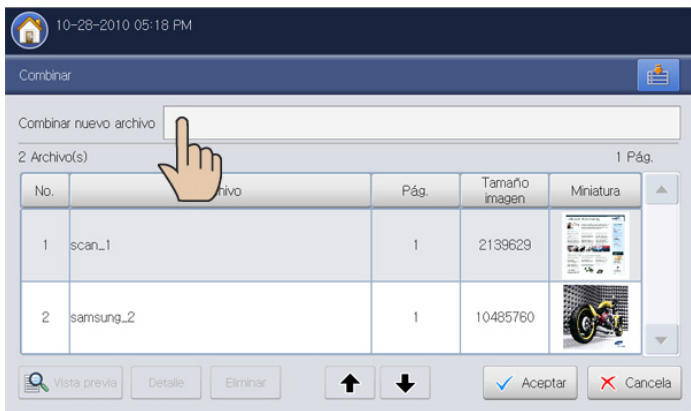 10-28-2010 05:18 PM
Combinar
Combinar nuevo archivo
2 Archivo(s) 1 Pág.
No. hivo Pág. Tamaño imagen Miniatura
1 scan_1 1 2139629
2 samsung_2 1 10485760
Vista previa Detalle Eliminar Aceptar Cancela